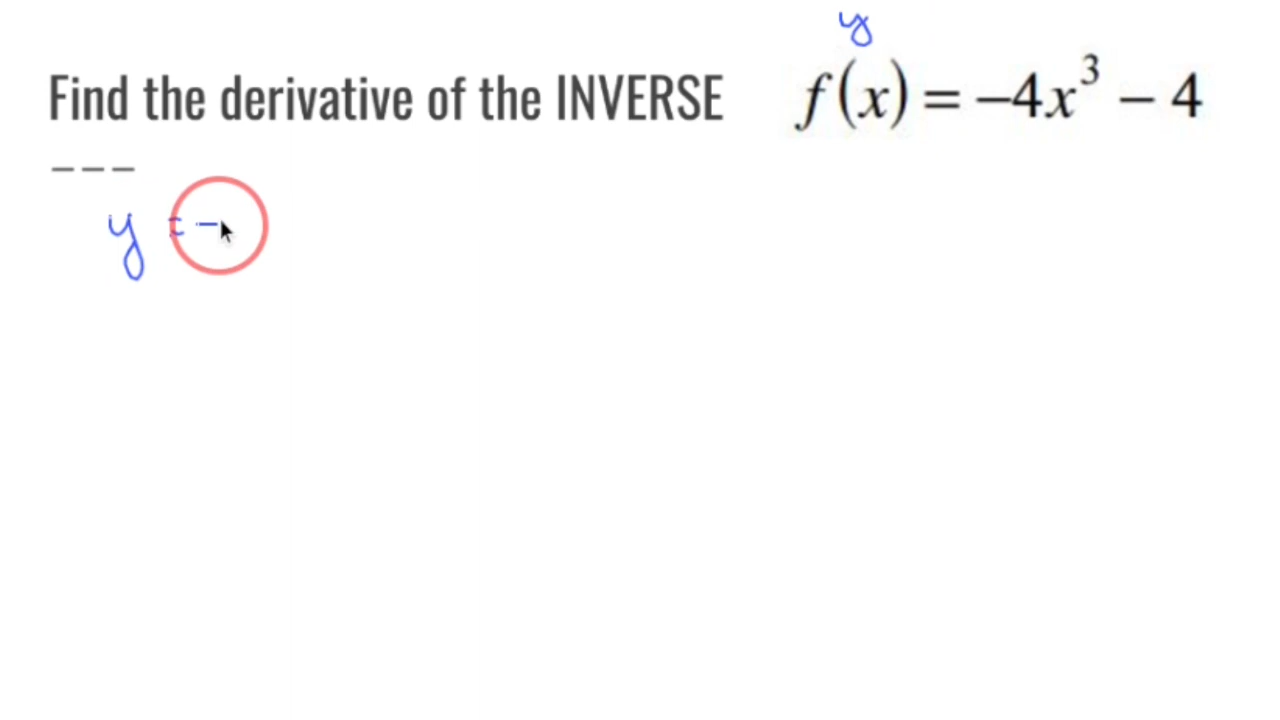 y
Find the derivative of the INVERSE f(x) = −4x³ − 4
---
y = −